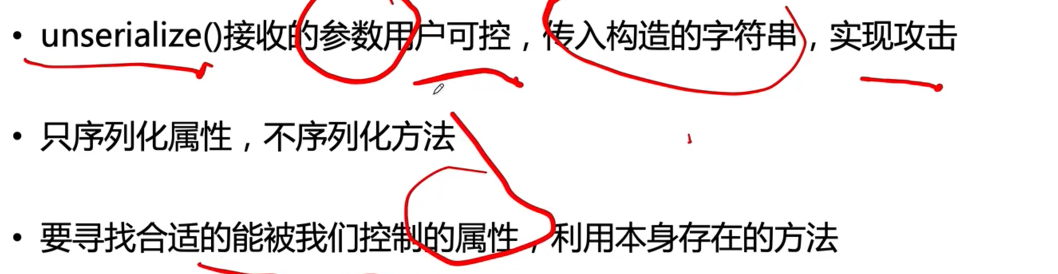 • unserialize()接收的参数用户可控，传入构造的字符串，实现攻击
• 只序列化属性，不序列化方法
• 要寻找合适的能被我们控制的属性，利用本身存在的方法